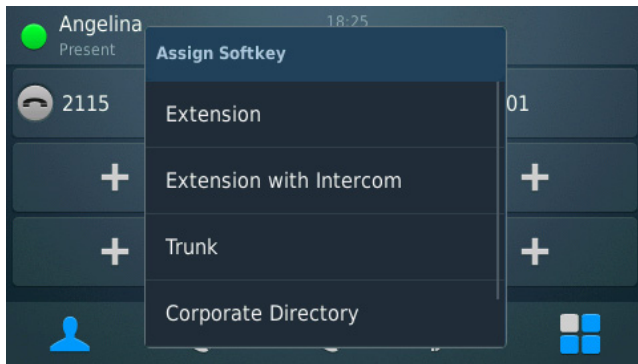 Angelina
18:25
Present
Assign Softkey
2115
01
Extension
Extension with Intercom
Trunk
Corporate Directory